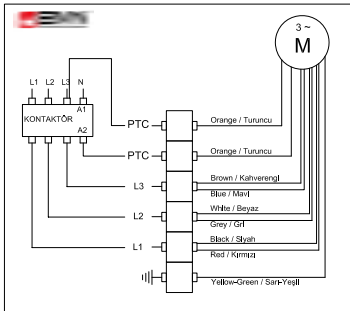 3 ~
M
L1 L2 L3 N
A1
KONTAKTÖR
A2
PTC
Orange / Turuncu
PTC
Orange / Turuncu
L3
Brown / Kahverengi
Blue / Mavi
L2
White / Beyaz
Grey / Gri
L1
Black / Siyah
Red / Kırmızı
Yellow-Green / Sarı-Yeşil